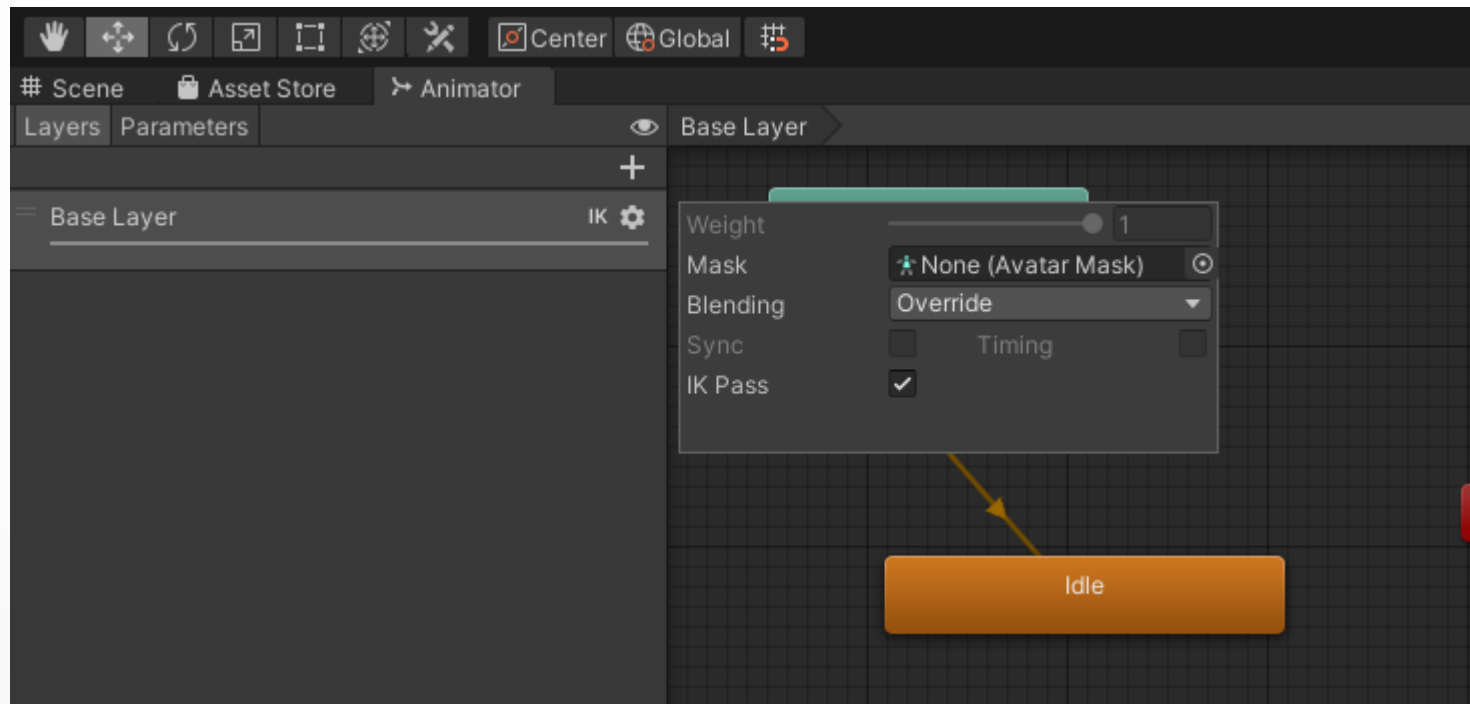 Center Global
Scene Asset Store Animator
Layers Parameters Base Layer
Base Layer IK
Weight 1
Mask None (Avatar Mask)
Blending Override
Sync Timing
IK Pass
Idle